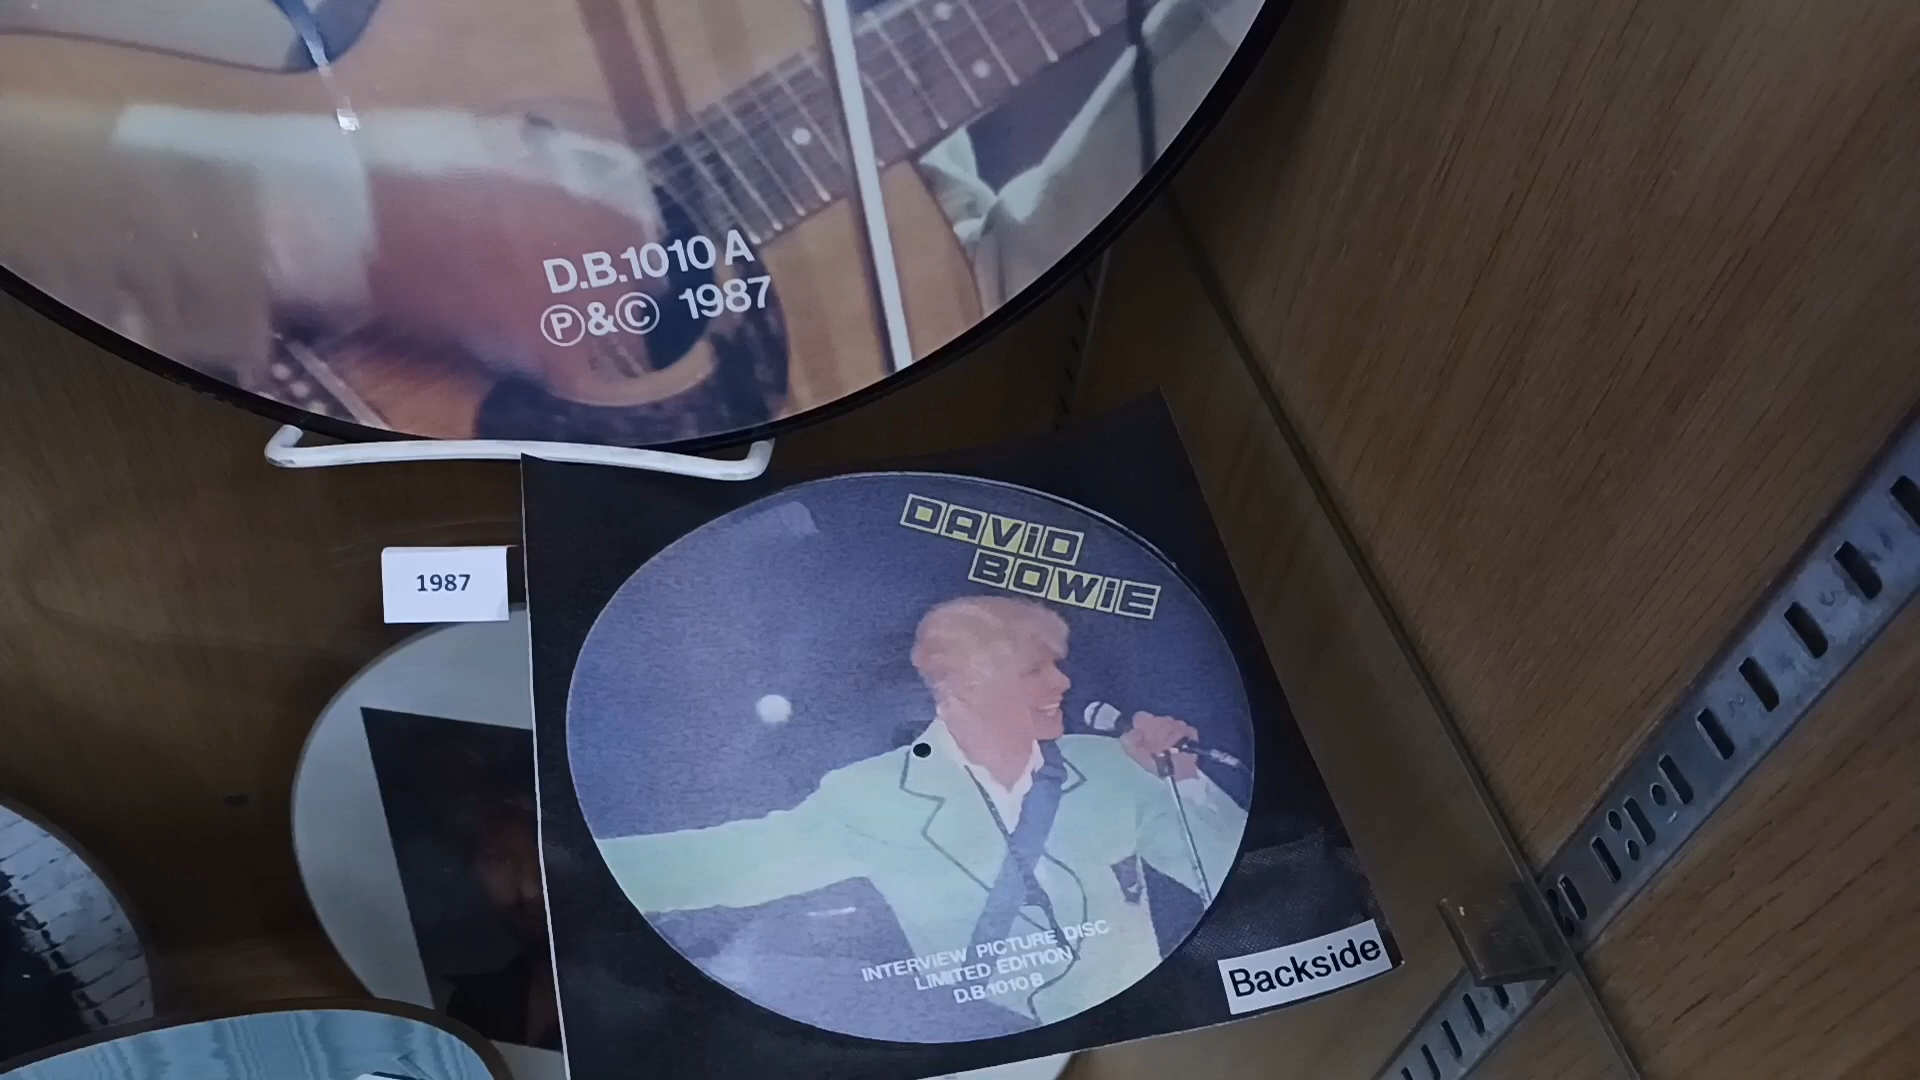 D.B.1010 A
Ⓟ&© 1987
1987
DAViD
BOWiE
INTERVIEW PICTURE DISC
LIMITED EDITION
D.B.1010 B
Backside